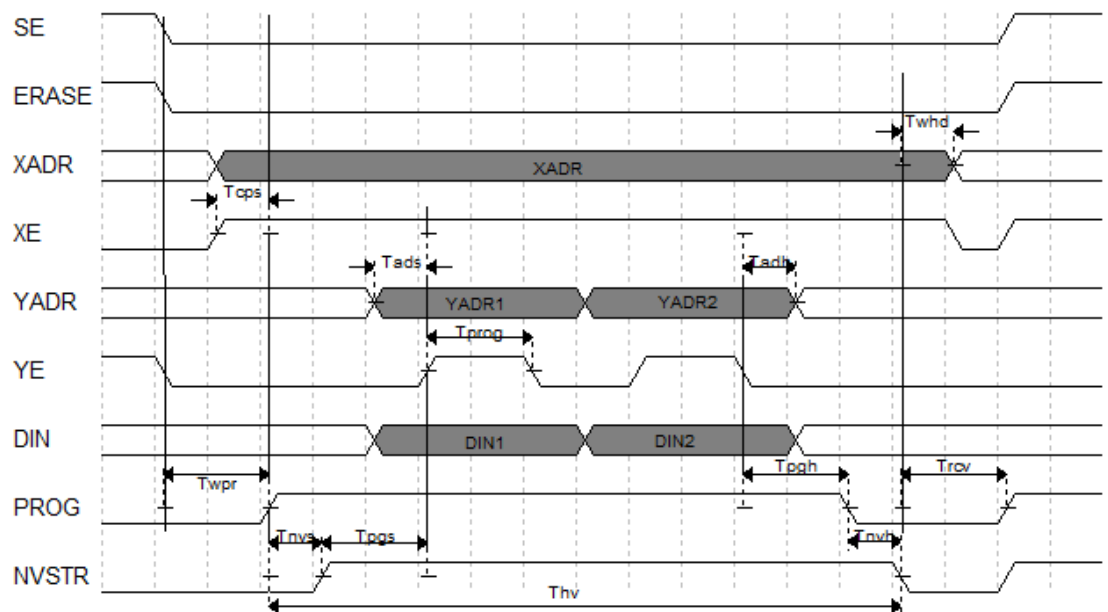 SE
ERASE
Twhd
XADR
XADR
Tcps
XE
Tads
Tadh
YADR
YADR1
YADR2
Tprog
YE
DIN
DIN1
DIN2
Twpr
Tpgh
Trcv
PROG
Tnvs
Tpgs
Tnvh
NVSTR
Thv